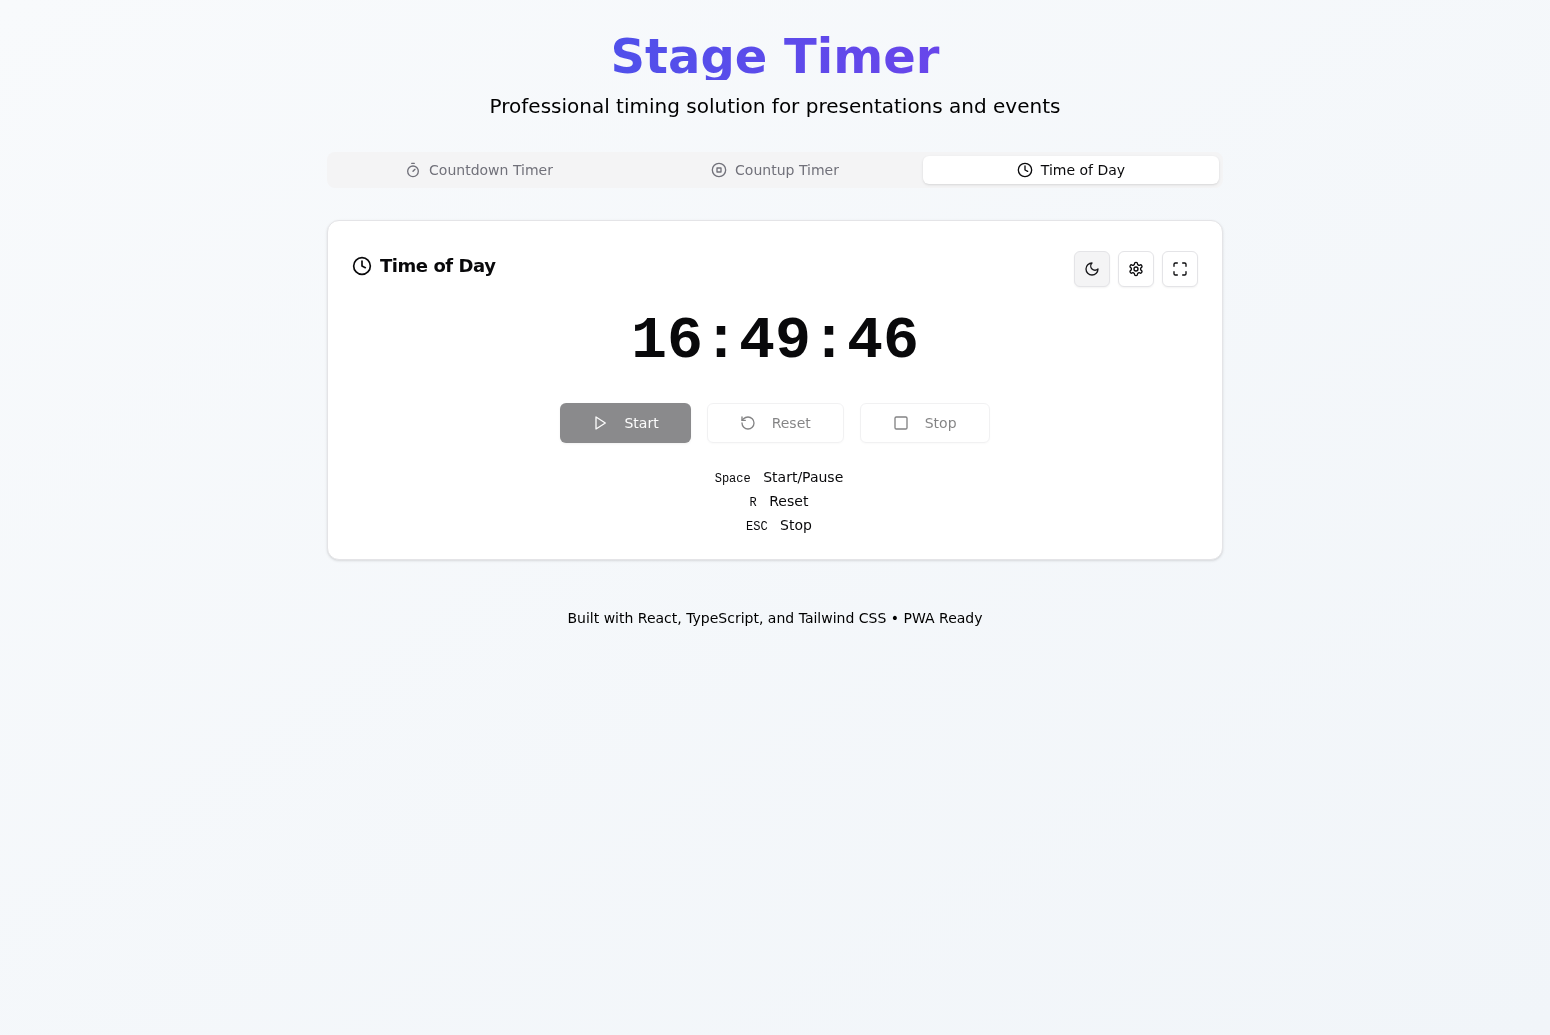 Stage Timer
Professional timing solution for presentations and events
Countdown Timer
Countup Timer
Time of Day
Time of Day
16:49:46
Start
Reset
Stop
Space Start/Pause
R Reset
ESC Stop
Built with React, TypeScript, and Tailwind CSS • PWA Ready